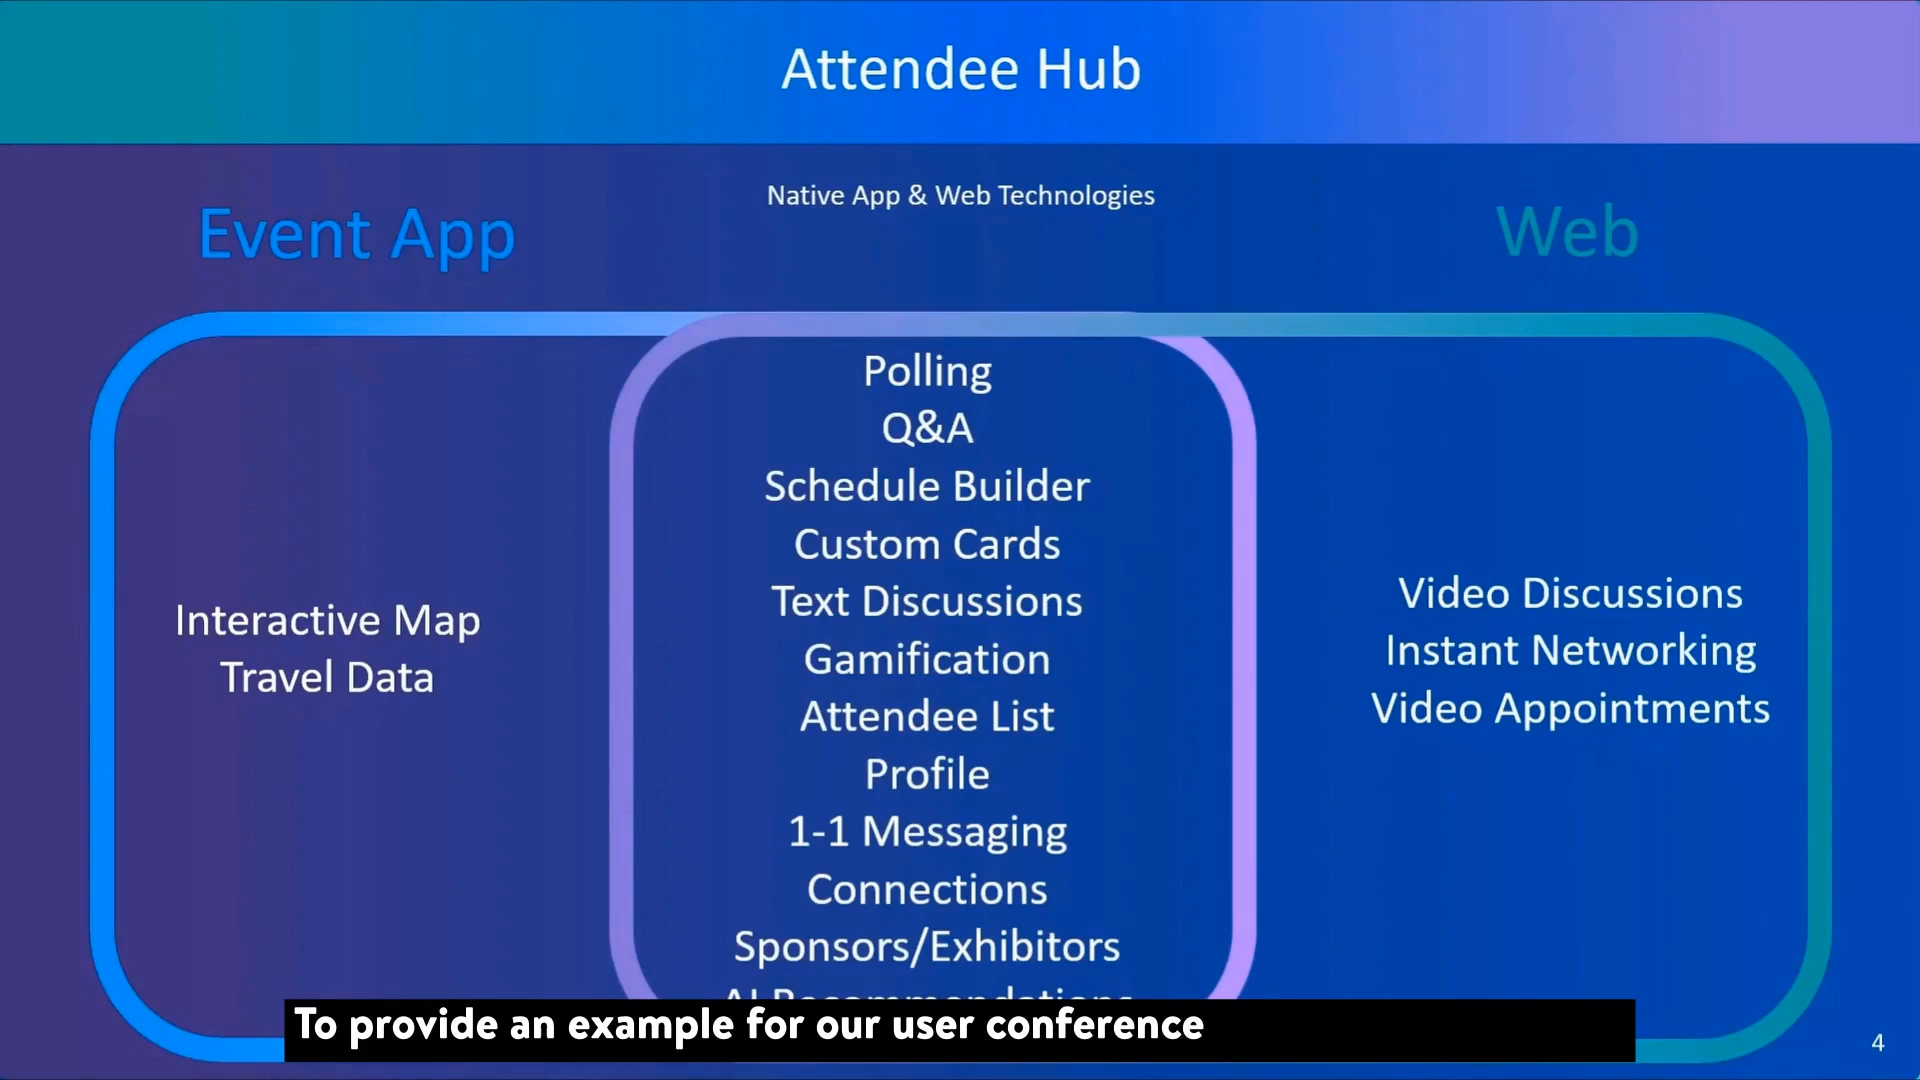 Attendee Hub
Native App & Web Technologies
Event App
Web
Interactive Map
Travel Data
Polling
Q&A
Schedule Builder
Custom Cards
Text Discussions
Gamification
Attendee List
Profile
1-1 Messaging
Connections
Sponsors/Exhibitors
AI Recommendations
Video Discussions
Instant Networking
Video Appointments
To provide an example for our user conference
4